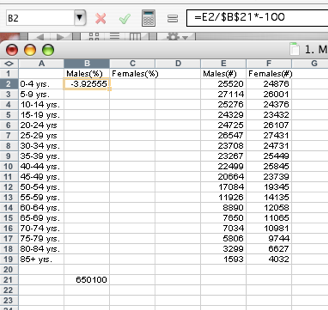 B2 =E2/$B$21*-100
1. M
A B C D E F G
1 Males(%) Females(%) Males(#) Females(#)
2 0-4 yrs. -3.92555 25520 24876
3 5-9 yrs. 27114 26001
4 10-14 yrs. 25276 24376
5 15-19 yrs. 24329 23432
6 20-24 yrs 24725 26107
7 25-29 yrs 26547 27431
8 30-34 yrs. 23708 24731
9 35-39 yrs. 23267 25449
10 40-44 yrs. 22499 25845
11 45-49 yrs. 20664 23739
12 50-54 yrs. 17084 19345
13 55-59 yrs. 11926 14135
14 60-64 yrs. 8890 12058
15 65-69 yrs. 7650 11065
16 70-74 yrs. 7034 10981
17 75-79 yrs. 5806 9744
18 80-84 yrs. 3299 6627
19 85+ yrs. 1593 4032
20
21 650100
22
23